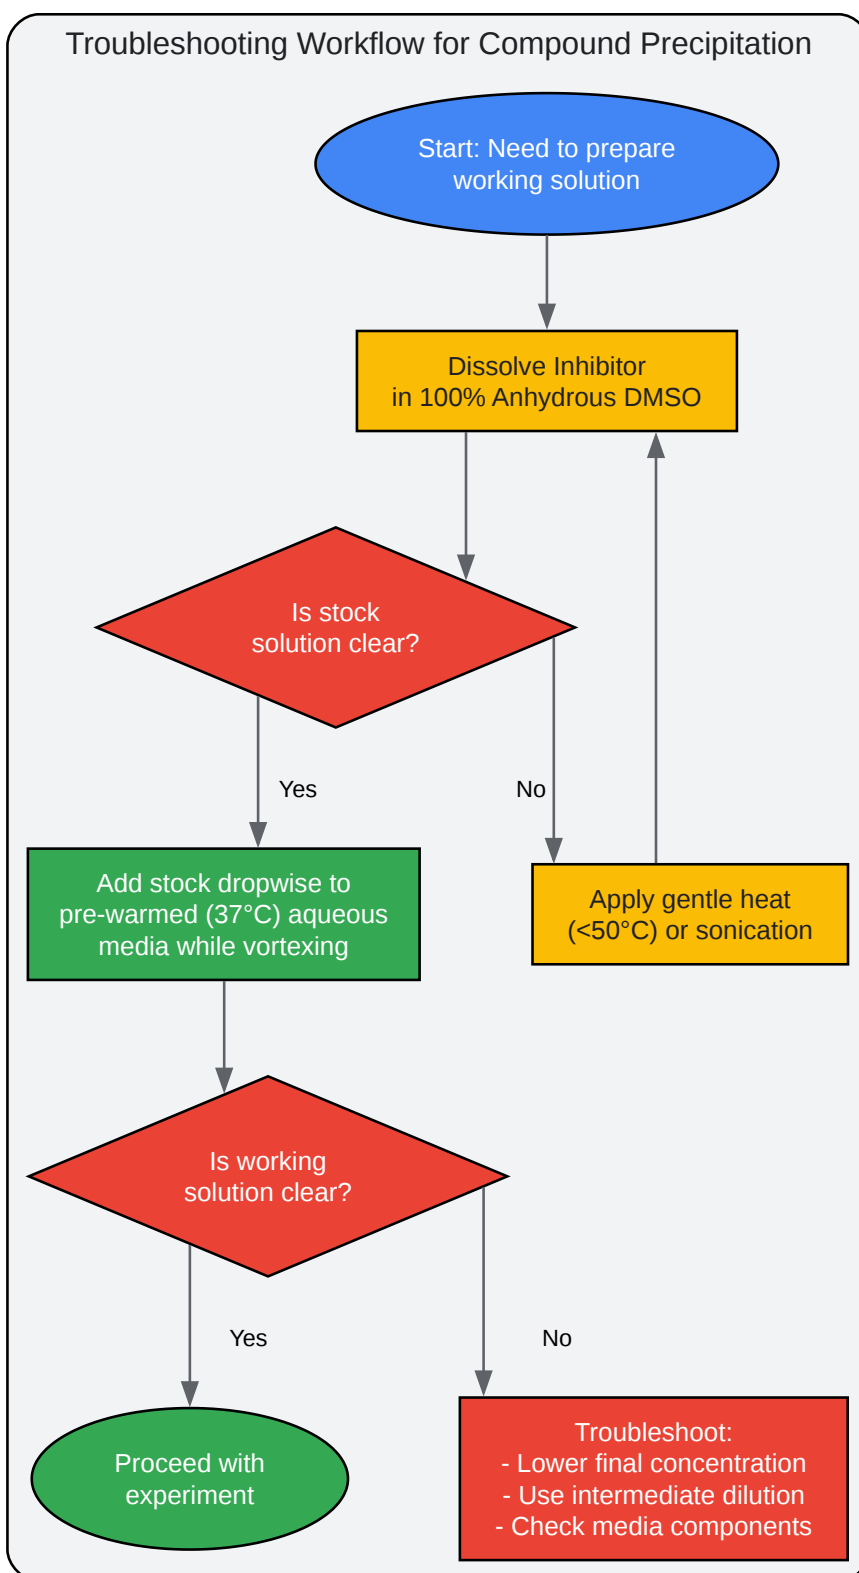 Troubleshooting Workflow for Compound Precipitation
Start: Need to prepare
working solution
Dissolve Inhibitor
in 100% Anhydrous DMSO
Is stock
solution clear?
Yes
No
Add stock dropwise to
pre-warmed (37°C) aqueous
media while vortexing
Apply gentle heat
(<50°C) or sonication
Is working
solution clear?
Yes
No
Proceed with
experiment
Troubleshoot:
- Lower final concentration
- Use intermediate dilution
- Check media components